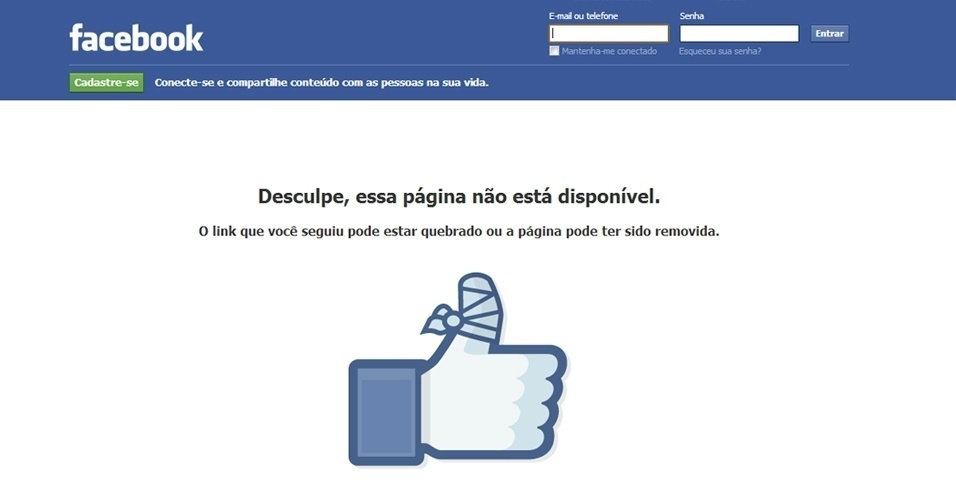 facebook
E-mail ou telefone
Senha
Entrar
Mantenha-me conectado
Esqueceu sua senha?
Cadastre-se
Conecte-se e compartilhe conteúdo com as pessoas na sua vida.
Desculpe, essa página não está disponível.
O link que você seguiu pode estar quebrado ou a página pode ter sido removida.